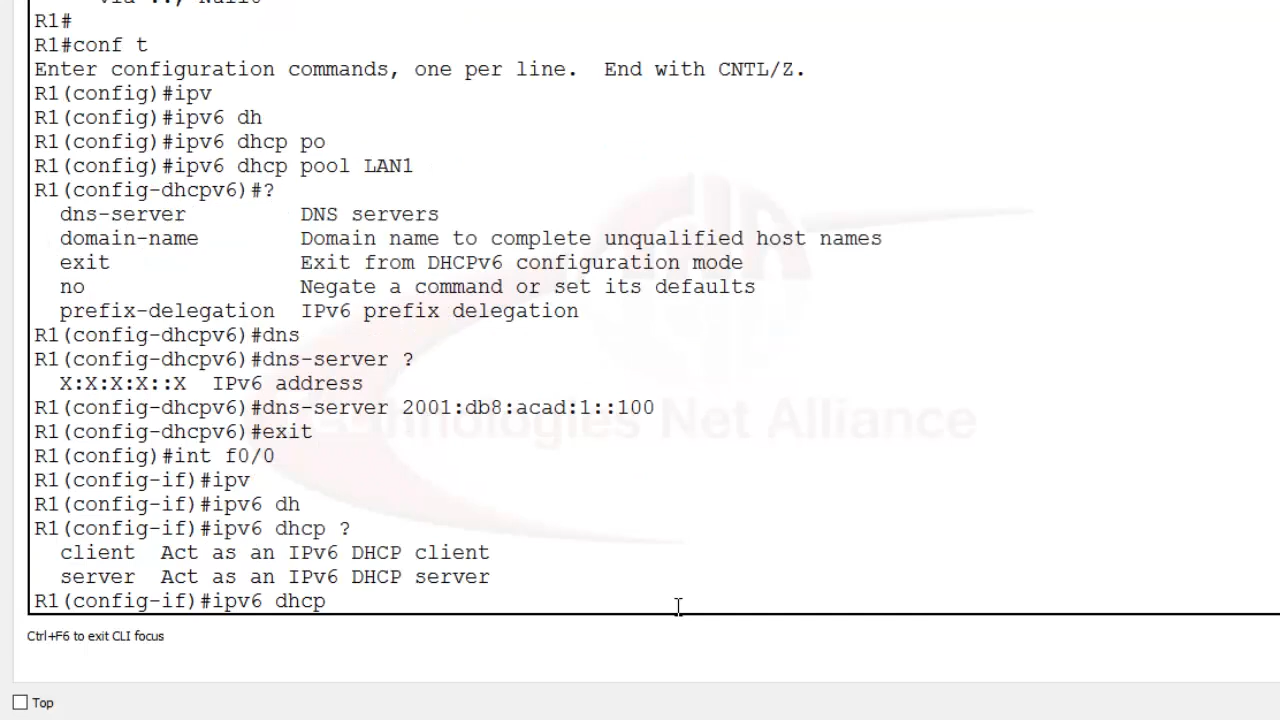 R1#
R1#conf t
Enter configuration commands, one per line.  End with CNTL/Z.
R1(config)#ipv
R1(config)#ipv6 dh
R1(config)#ipv6 dhcp po
R1(config)#ipv6 dhcp pool LAN1
R1(config-dhcpv6)#?
  dns-server         DNS servers
  domain-name        Domain name to complete unqualified host names
  exit               Exit from DHCPv6 configuration mode
  no                 Negate a command or set its defaults
  prefix-delegation  IPv6 prefix delegation
R1(config-dhcpv6)#dns
R1(config-dhcpv6)#dns-server ?
  X:X:X:X::X  IPv6 address
R1(config-dhcpv6)#dns-server 2001:db8:acad:1::100
R1(config-dhcpv6)#exit
R1(config)#int f0/0
R1(config-if)#ipv
R1(config-if)#ipv6 dh
R1(config-if)#ipv6 dhcp ?
  client  Act as an IPv6 DHCP client
  server  Act as an IPv6 DHCP server
R1(config-if)#ipv6 dhcp
Net Alliance
Ctrl+F6 to exit CLI focus
Top